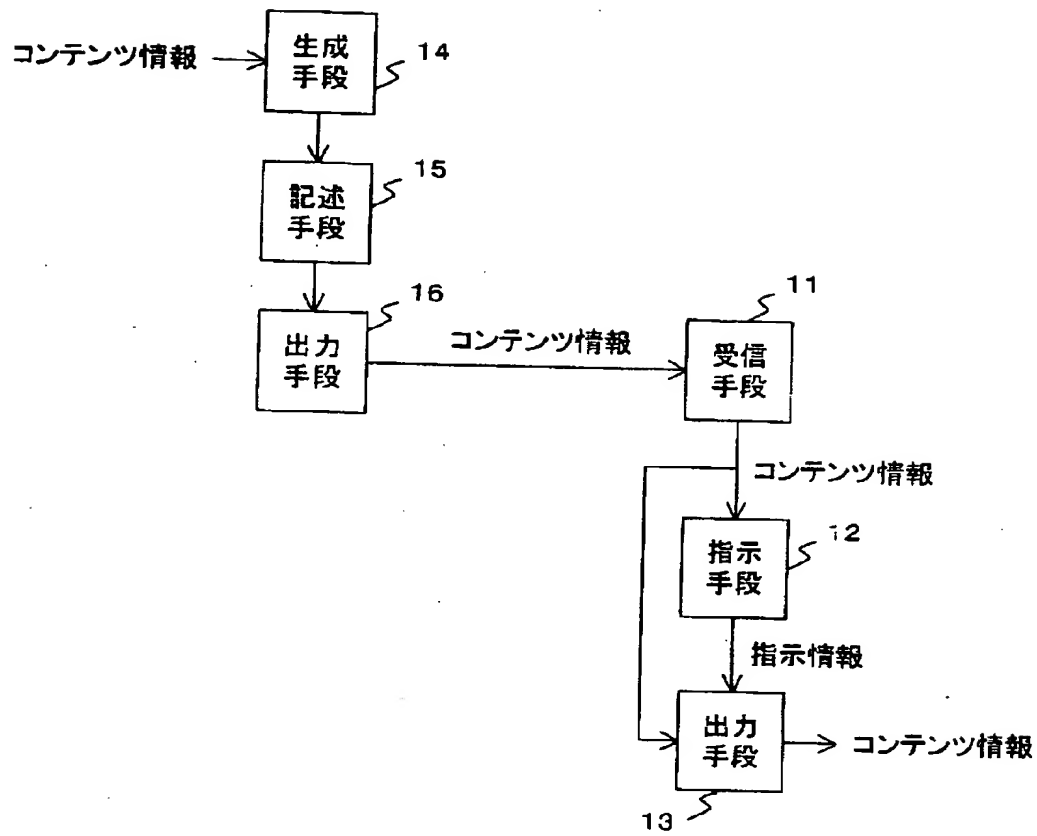 コンテンツ情報
生成
手段
14
記述
手段
15
出力
手段
16
コンテンツ情報
受信
手段
11
コンテンツ情報
指示
手段
12
指示情報
出力
手段
13
コンテンツ情報